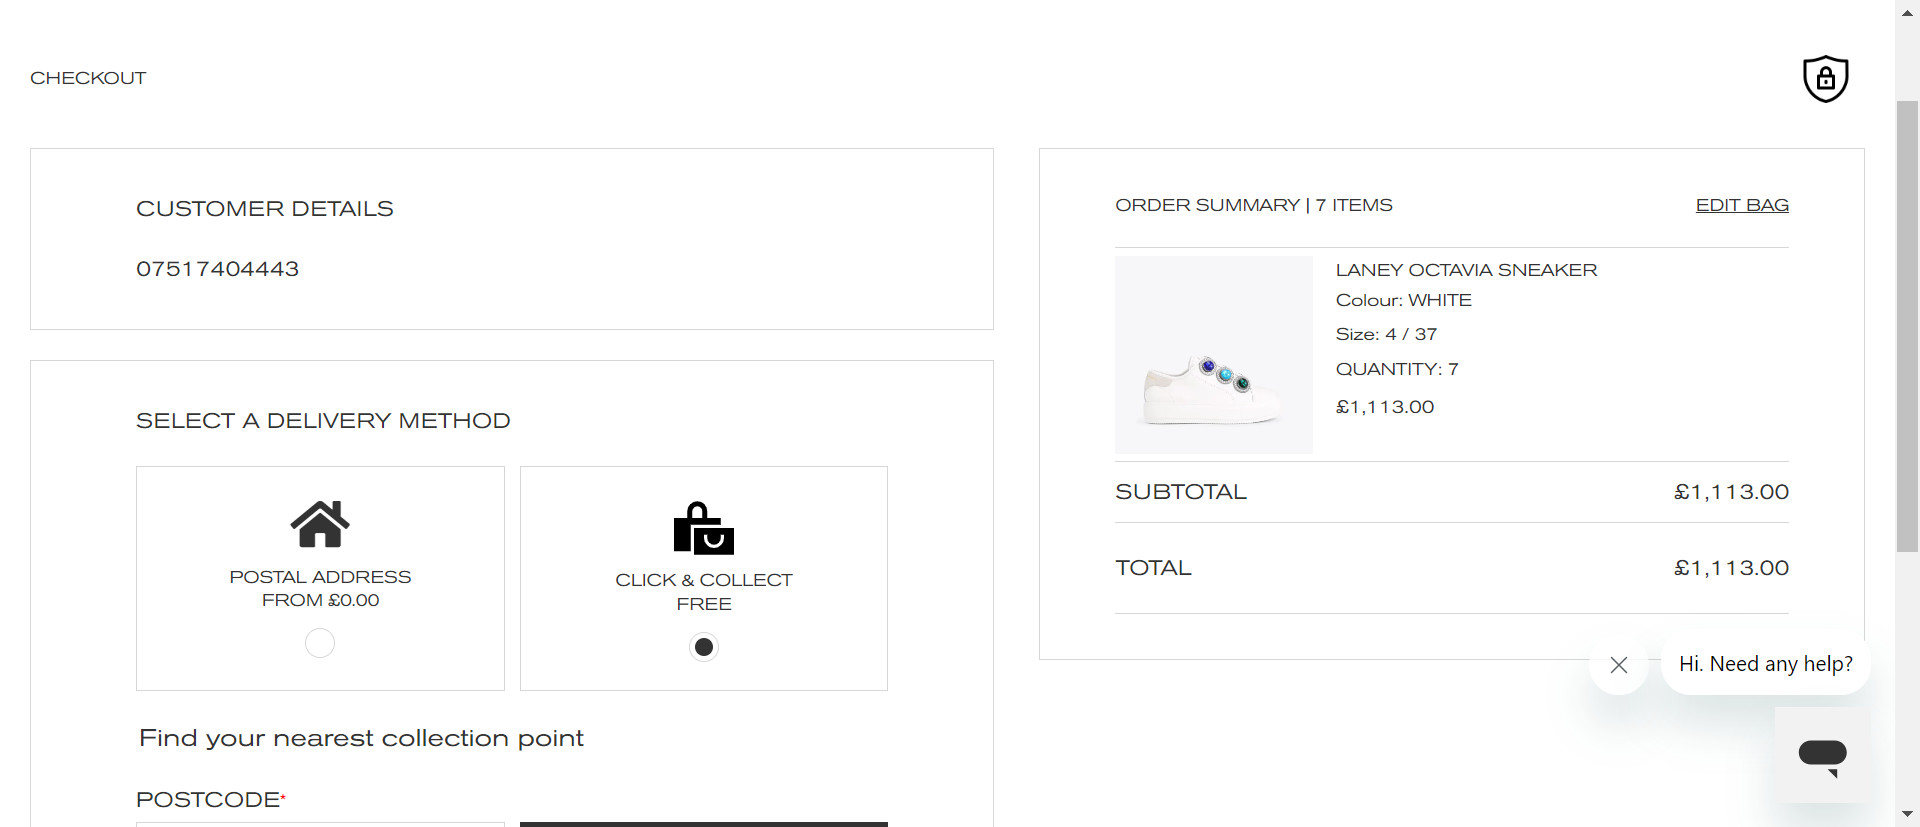 CHECKOUT
CUSTOMER DETAILS
07517404443
SELECT A DELIVERY METHOD
POSTAL ADDRESS
FROM £0.00
CLICK & COLLECT
FREE
Find your nearest collection point
POSTCODE*
ORDER SUMMARY | 7 ITEMS
EDIT BAG
LANEY OCTAVIA SNEAKER
Colour: WHITE
Size: 4 / 37
QUANTITY: 7
£1,113.00
SUBTOTAL £1,113.00
TOTAL £1,113.00
Hi. Need any help?